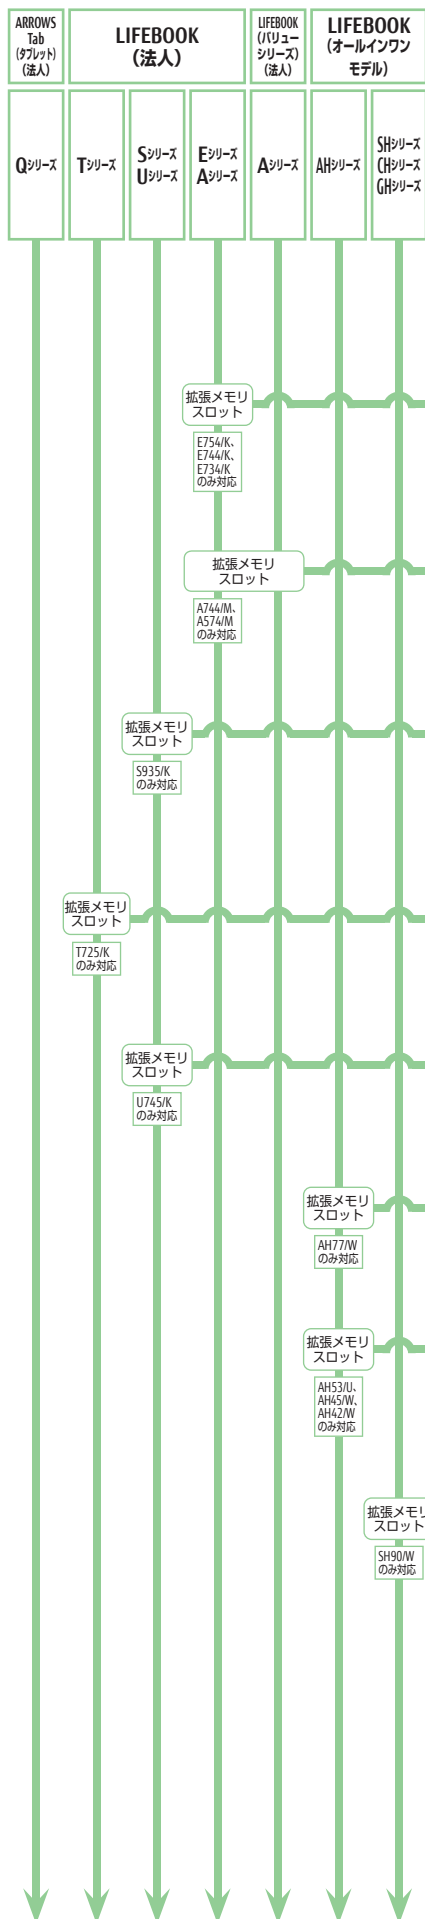 ARROWS
Tab
(タブレット)
(法人)
LIFEBOOK
(法人)
LIFEBOOK
(バリュー
シリーズ)
(法人)
LIFEBOOK
(オールインワン
モデル)
Qシリーズ
Tシリーズ
Sシリーズ
Uシリーズ
Eシリーズ
Aシリーズ
Aシリーズ
AHシリーズ
SHシリーズ
CHシリーズ
GHシリーズ
拡張メモリ
スロット
E754/K、
E744/K、
E734/K
のみ対応
拡張メモリ
スロット
A744/M、
A574/M
のみ対応
拡張メモリ
スロット
S935/K
のみ対応
拡張メモリ
スロット
T725/K
のみ対応
拡張メモリ
スロット
U745/K
のみ対応
拡張メモリ
スロット
AH77/W
のみ対応
拡張メモリ
スロット
AH53/U、
AH45/W、
AH42/W
のみ対応
拡張メモリ
スロット
SH90/W
のみ対応